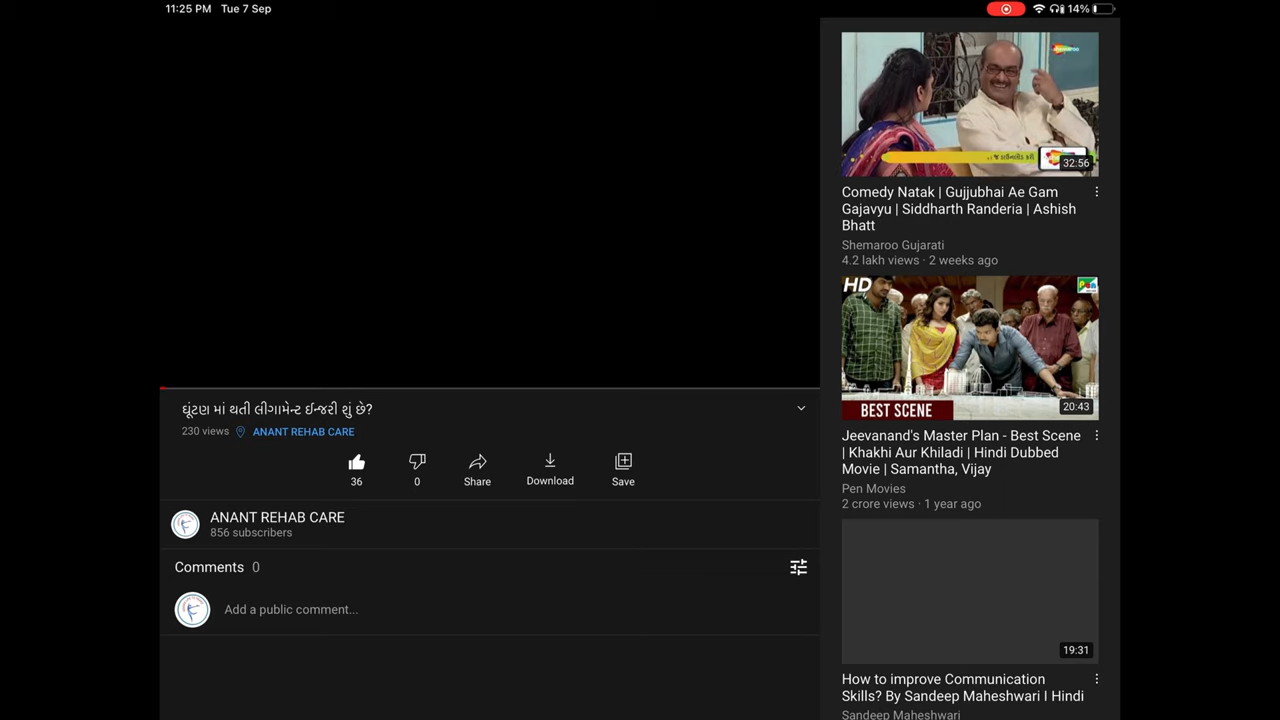 11:25 PM Tue 7 Sep
14%
32:56
Comedy Natak | Gujjubhai Ae Gam
Gajavyu | Siddharth Randeria | Ashish
Bhatt
Shemaroo Gujarati
4.2 lakh views · 2 weeks ago
HD
BEST SCENE
20:43
Jeevanand's Master Plan - Best Scene
| Khakhi Aur Khiladi | Hindi Dubbed
Movie | Samantha, Vijay
Pen Movies
2 crore views · 1 year ago
19:31
How to improve Communication
Skills? By Sandeep Maheshwari I Hindi
Sandeep Maheshwari
ઘૂંટણ માં થતી લીગામેન્ટ ઈન્જરી શું છે?
230 views ANANT REHAB CARE
36 0 Share Download Save
ANANT REHAB CARE
856 subscribers
Comments 0
Add a public comment...